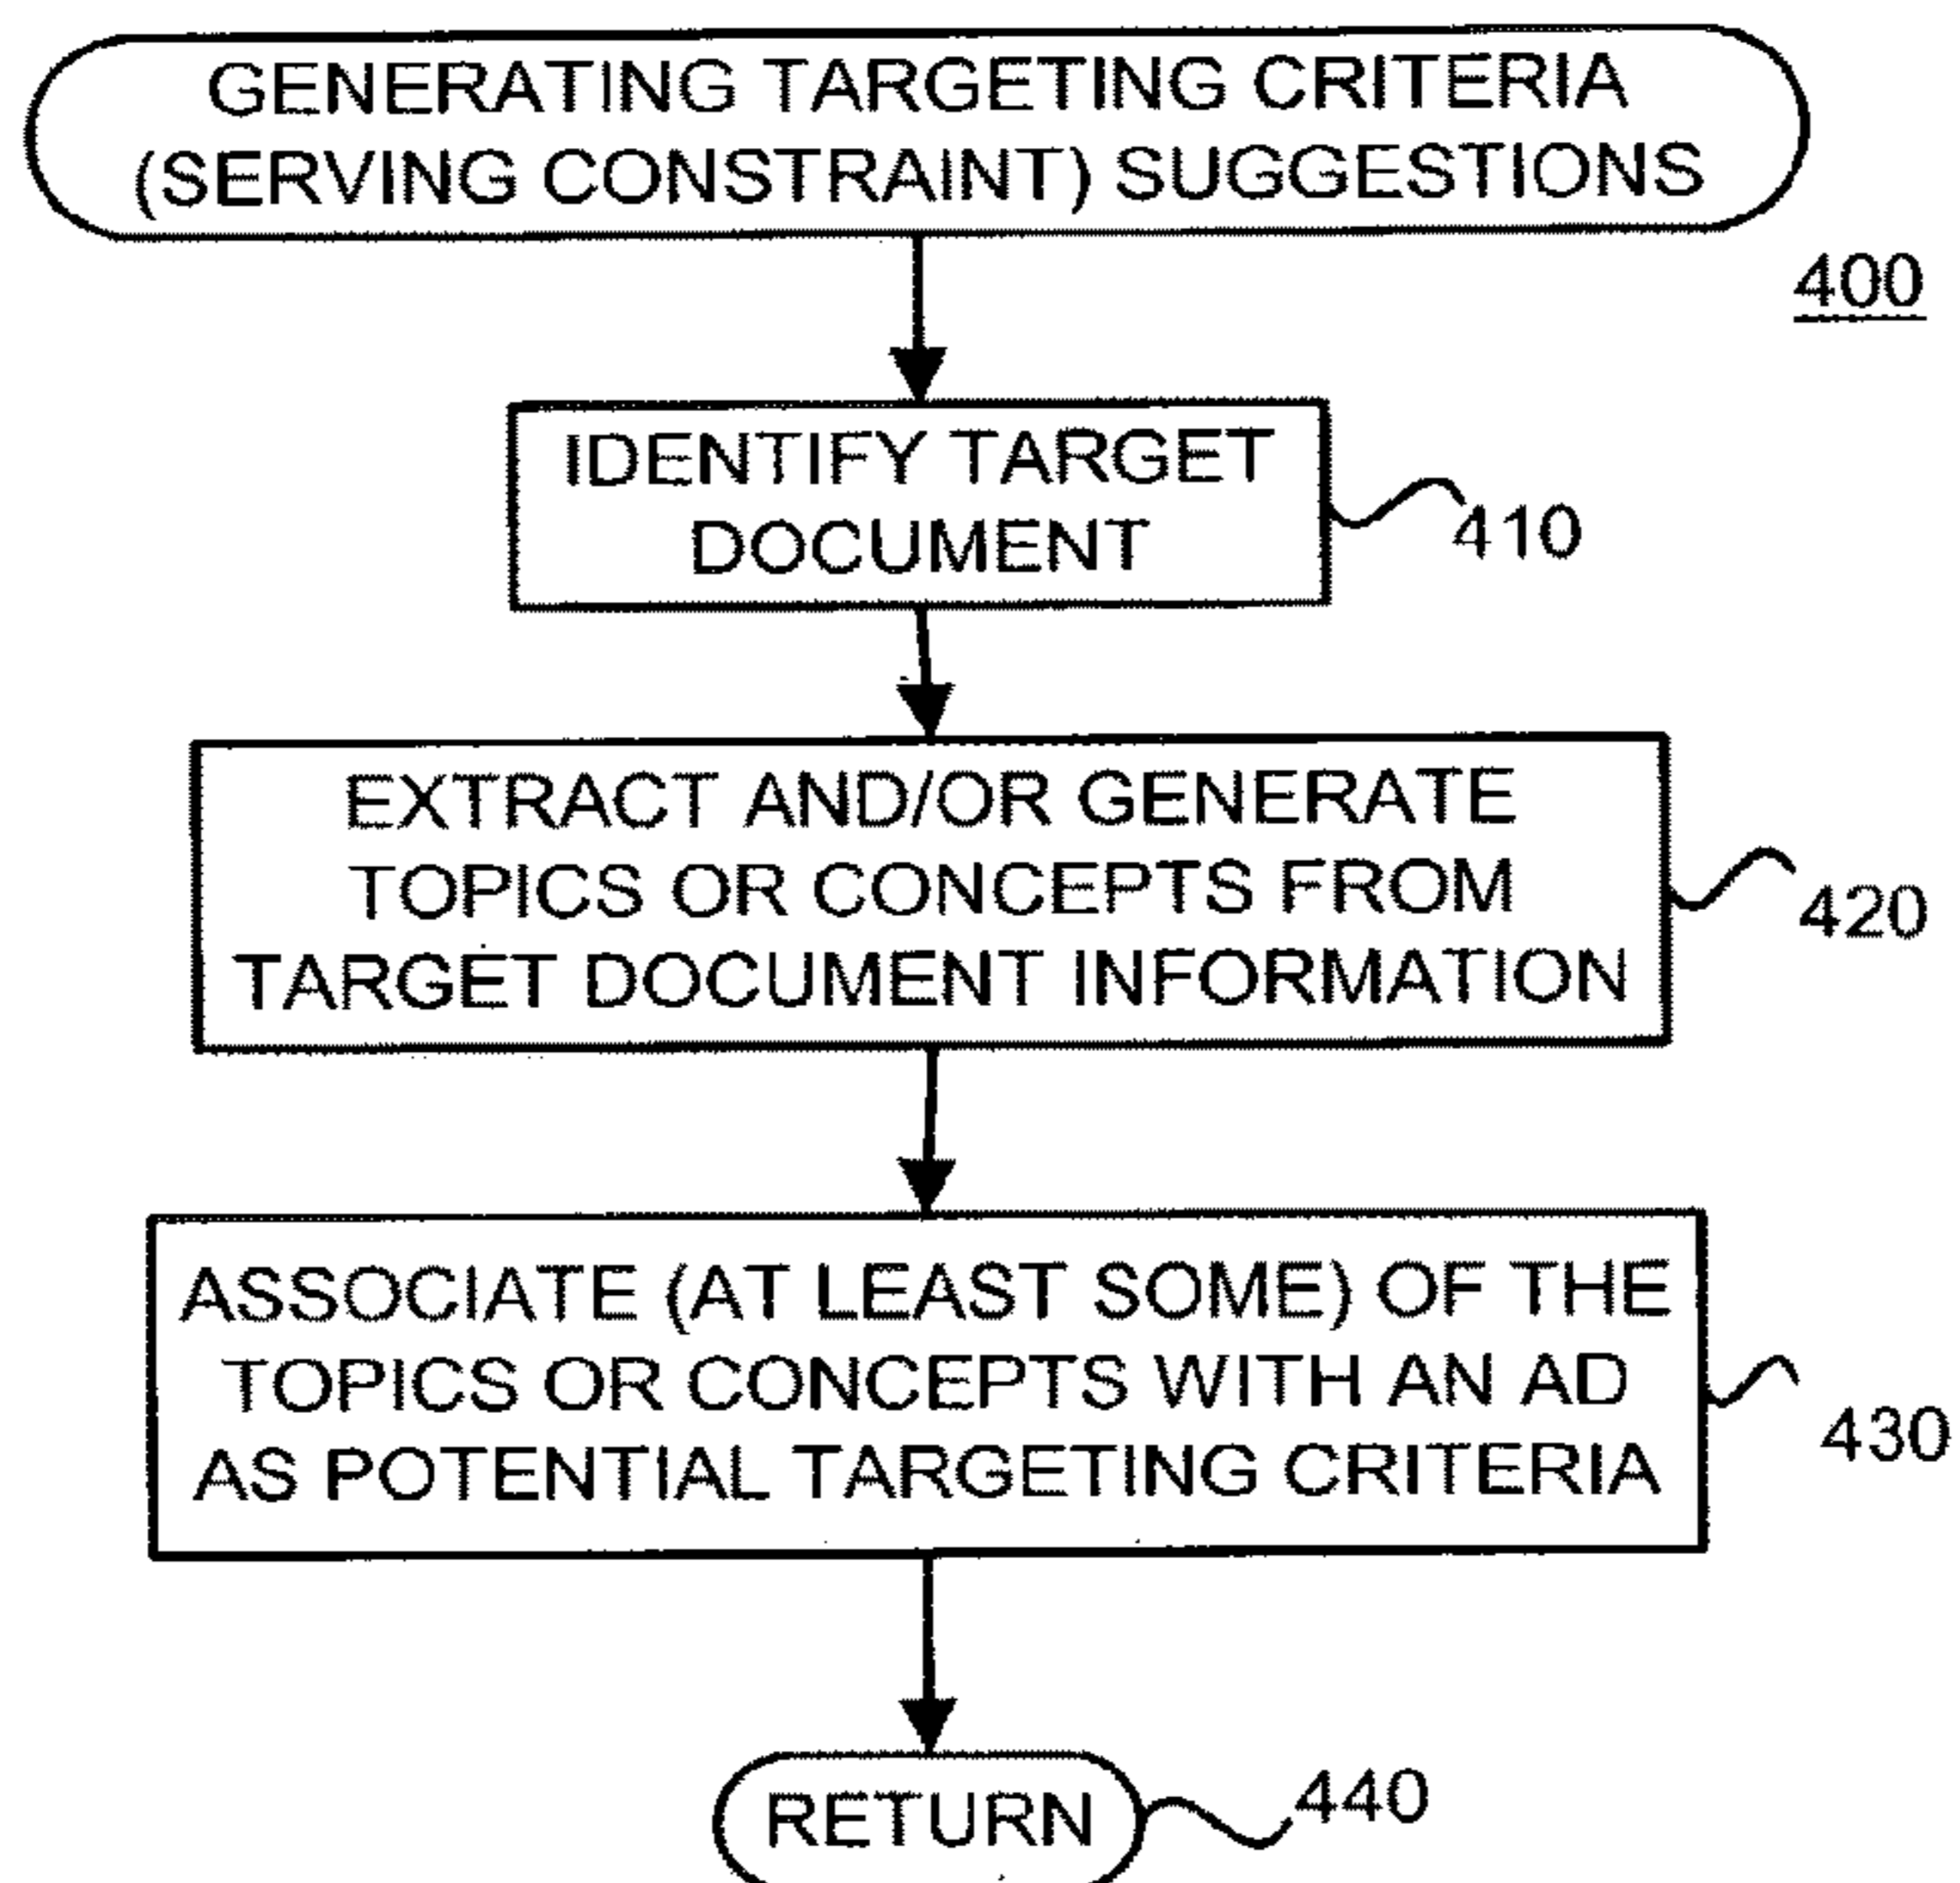 GENERATING TARGETING CRITERIA
(SERVING CONSTRAINT) SUGGESTIONS
400
IDENTIFY TARGET
DOCUMENT
410
EXTRACT AND/OR GENERATE
TOPICS OR CONCEPTS FROM
TARGET DOCUMENT INFORMATION
420
ASSOCIATE (AT LEAST SOME) OF THE
TOPICS OR CONCEPTS WITH AN AD
AS POTENTIAL TARGETING CRITERIA
430
RETURN
440